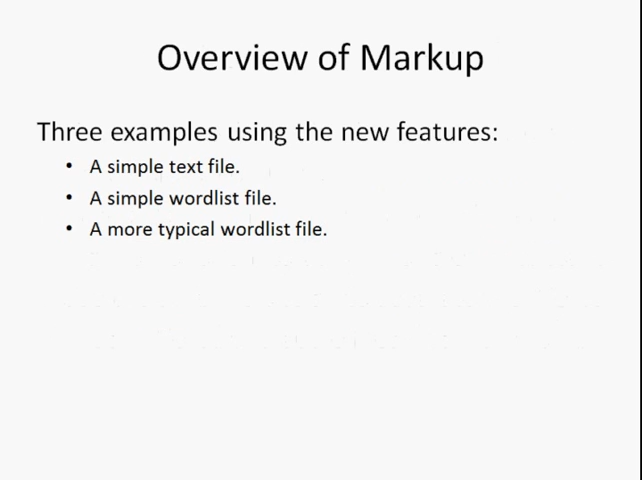 Overview of Markup
Three examples using the new features:
• A simple text file.
• A simple wordlist file.
• A more typical wordlist file.